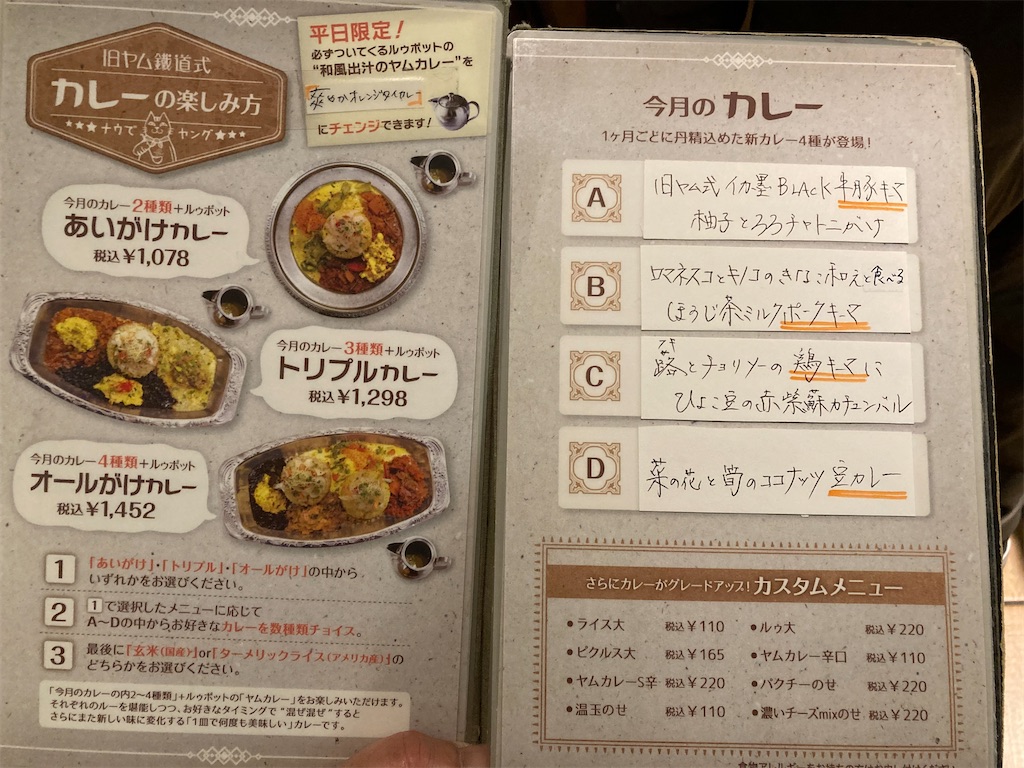 旧ヤム鐵道式
カレーの楽しみ方
★★★ナウで ヤング★★★
平日限定!
必ずついてくるルゥポットの
“和風出汁のヤムカレー”を
爽やかオレンジタイカレー
にチェンジできます!
今月のカレー2種類+ルゥポット
あいがけカレー
税込¥1,078
今月のカレー3種類+ルゥポット
トリプルカレー
税込¥1,298
今月のカレー4種類+ルゥポット
オールがけカレー
税込¥1,452
1 「あいがけ」・「トリプル」・「オールがけ」の中から
いずれかをお選びください。
2 1で選択したメニューに応じて
A〜Dの中からお好きなカレーを数種類チョイス。
3 最後に「玄米(国産)」or「ターメリックライス(アメリカ産)」の
どちらかをお選びください。
「今月のカレーの内2〜4種類」+ルゥポットの「ヤムカレー」をお楽しみいただけます。
それぞれのルーを堪能しつつ、お好きなタイミングで“混ぜ混ぜ”すると
さらにまた新しい味に変化する「1皿で何度も美味しい」カレーです。
今月のカレー
1ヶ月ごとに丹精込めた新カレー4種が登場!
A 旧ヤム式イカ墨BLAcK牛豚キマ
柚子とろろチャトニがけ
B ロマネスコとキノコのきなこ和えと食べる
ほうじ茶ミルクポークキーマ
C 蕗とチョリソーの鶏キーマに
フキ
ひよこ豆の赤紫蘇カチュンバル
D 菜の花と筍のココナッツ豆カレー
さらにカレーがグレードアップ!カスタムメニュー
●ライス大 税込¥110
●ルゥ大 税込¥220
●ピクルス大 税込¥165
●ヤムカレー辛口 税込¥110
●ヤムカレーS辛 税込¥220
●パクチーのせ 税込¥220
●温玉のせ 税込¥110
●濃いチーズmixのせ 税込¥220